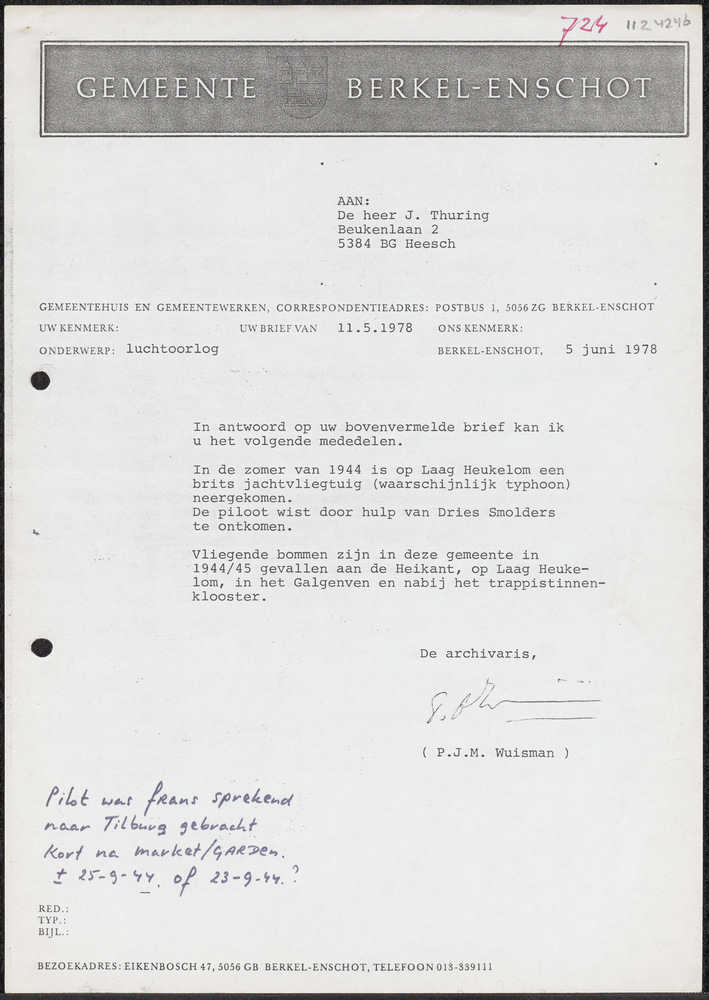 724 112 4246
GEMEENTE BERKEL-ENSCHOT
AAN:
De heer J. Thuring
Beukenlaan 2
5384 BG Heesch
GEMEENTEHUIS EN GEMEENTEWERKEN, CORRESPONDENTIEADRES: POSTBUS 1, 5056 ZG BERKEL-ENSCHOT
UW KENMERK: UW BRIEF VAN 11.5.1978 ONS KENMERK:
ONDERWERP: luchtoorlog BERKEL-ENSCHOT, 5 juni 1978
In antwoord op uw bovenvermelde brief kan ik
u het volgende mededelen.
In de zomer van 1944 is op Laag Heukelom een
brits jachtvliegtuig (waarschijnlijk typhoon)
neergekomen.
De piloot wist door hulp van Dries Smolders
te ontkomen.
Vliegende bommen zijn in deze gemeente in
1944/45 gevallen aan de Heikant, op Laag Heuke-
lom, in het Galgenven en nabij het trappistinnen-
klooster.
De archivaris,
( P.J.M. Wuisman )
Pilot was frans sprekend
naar Tilburg gebracht
Kort na market/GARDEN.
± 25-9-44. of 23-9-44.?
RED.:
TYP.:
BIJL.:
BEZOEKADRES: EIKENBOSCH 47, 5056 GB BERKEL-ENSCHOT, TELEFOON 013-339111